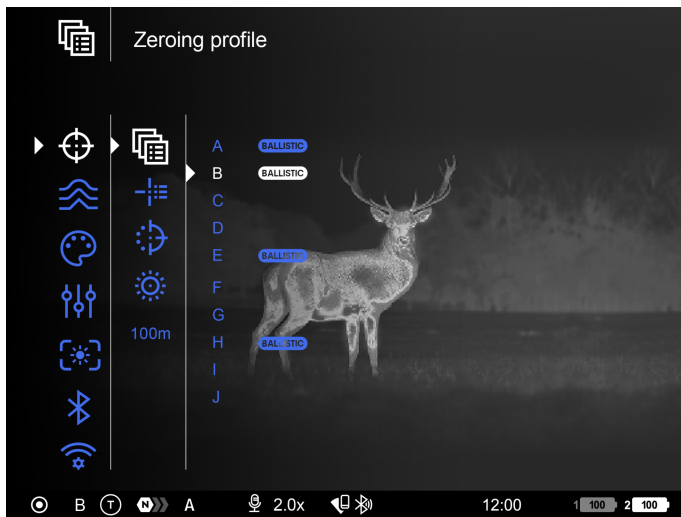 Zeroing profile
A BALLISTIC
B BALLISTIC
C
D
E BALLISTIC
F
G
H BALLISTIC
I
J
100m
B T N A 2.0x 12:00 1 100 2 100